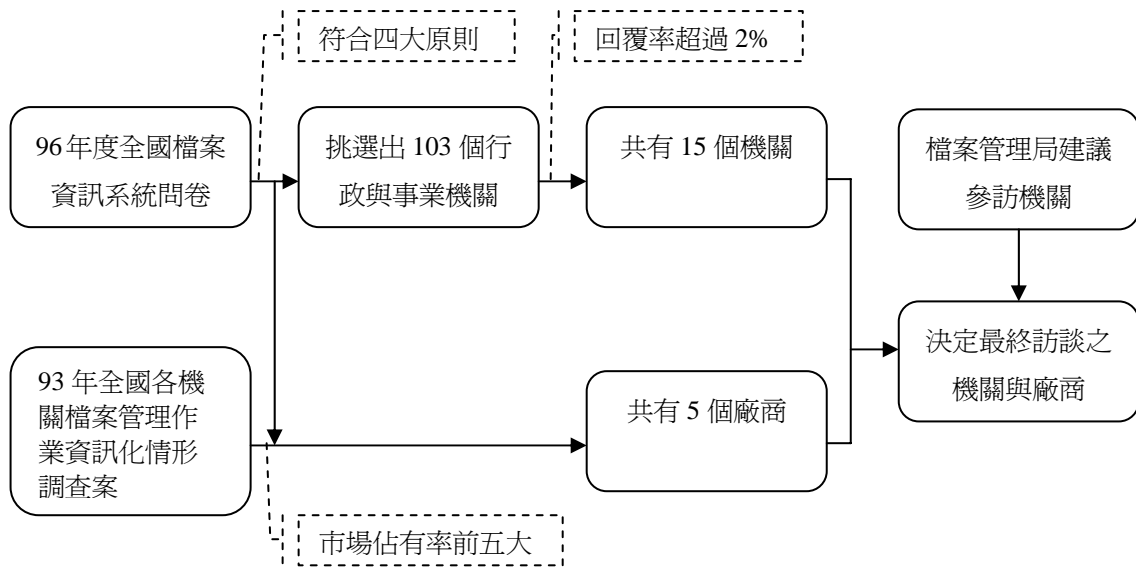 符合四大原則
回覆率超過 2%
96年度全國檔案
資訊系統問卷
挑選出 103 個行
政與事業機關
共有 15 個機關
檔案管理局建議
參訪機關
93 年全國各機
關檔案管理作
業資訊化情形
調查案
共有 5 個廠商
決定最終訪談之
機關與廠商
市場佔有率前五大